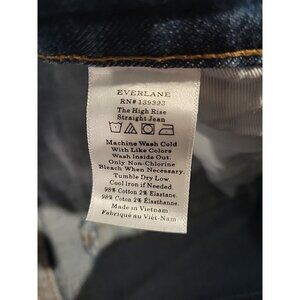 EVERLANE
RN# 139393
The High Rise
Straight Jean
Machine Wash Cold
With Like Colors
Wash Inside Out.
Only Non-Chlorine
Bleach When Necessary.
Tumble Dry Low.
Cool Iron if Needed.
98% Cotton 2% Elastane.
98% Coton 2% Élastane.
Made in Vietnam
Fabriqué au Viêt-Nam